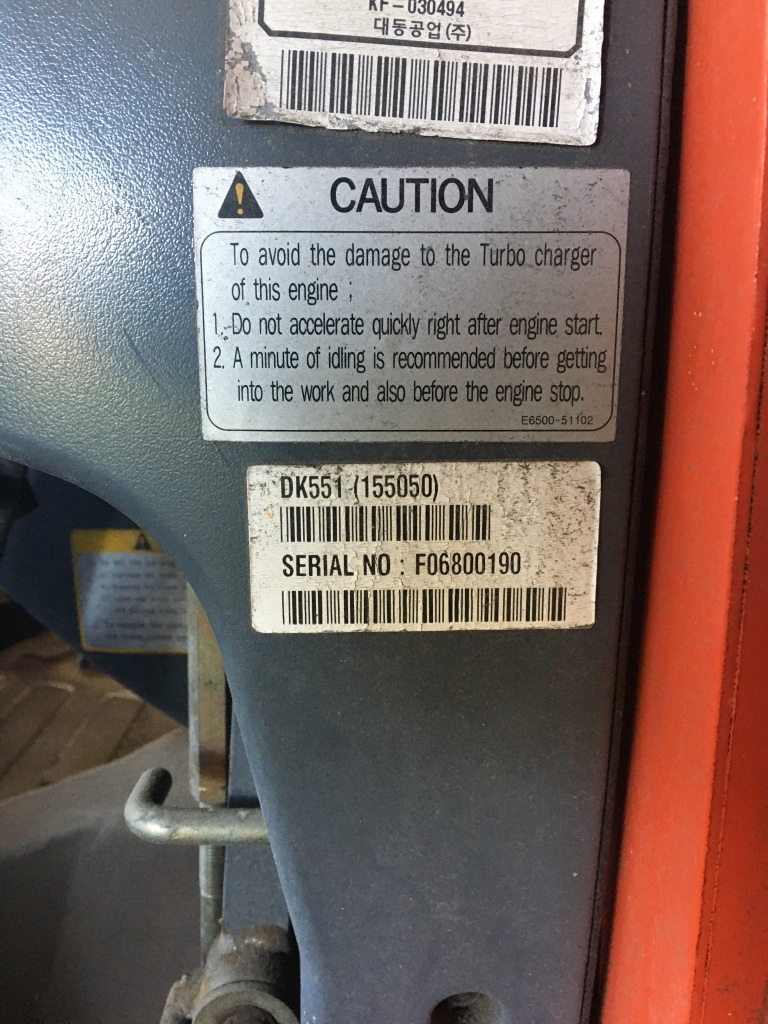 KF-030494
대동공업(주)
CAUTION
To avoid the damage to the Turbo charger
of this engine ;
1. Do not accelerate quickly right after engine start.
2. A minute of idling is recommended before getting
into the work and also before the engine stop.
E6500-51102
DK551 (155050)
SERIAL NO : F06800190